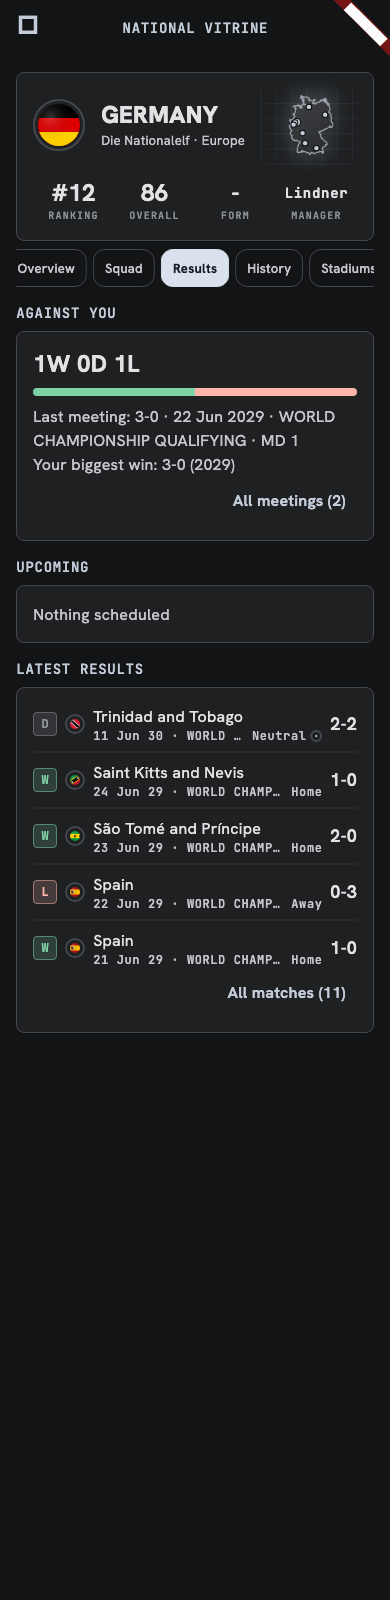 NATIONAL VITRINE
GERMANY
Die Nationalelf · Europe
#12 86 - Lindner
RANKING OVERALL FORM MANAGER
Overview Squad Results History Stadiums
AGAINST YOU
1W 0D 1L
Last meeting: 3-0 · 22 Jun 2029 · WORLD
CHAMPIONSHIP QUALIFYING · MD 1
Your biggest win: 3-0 (2029)
All meetings (2)
UPCOMING
Nothing scheduled
LATEST RESULTS
D Trinidad and Tobago 2-2
11 Jun 30 · WORLD … Neutral
W Saint Kitts and Nevis 1-0
24 Jun 29 · WORLD CHAMP… Home
W São Tomé and Príncipe 2-0
23 Jun 29 · WORLD CHAMP… Home
L Spain 0-3
22 Jun 29 · WORLD CHAMP… Away
W Spain 1-0
21 Jun 29 · WORLD CHAMP… Home
All matches (11)